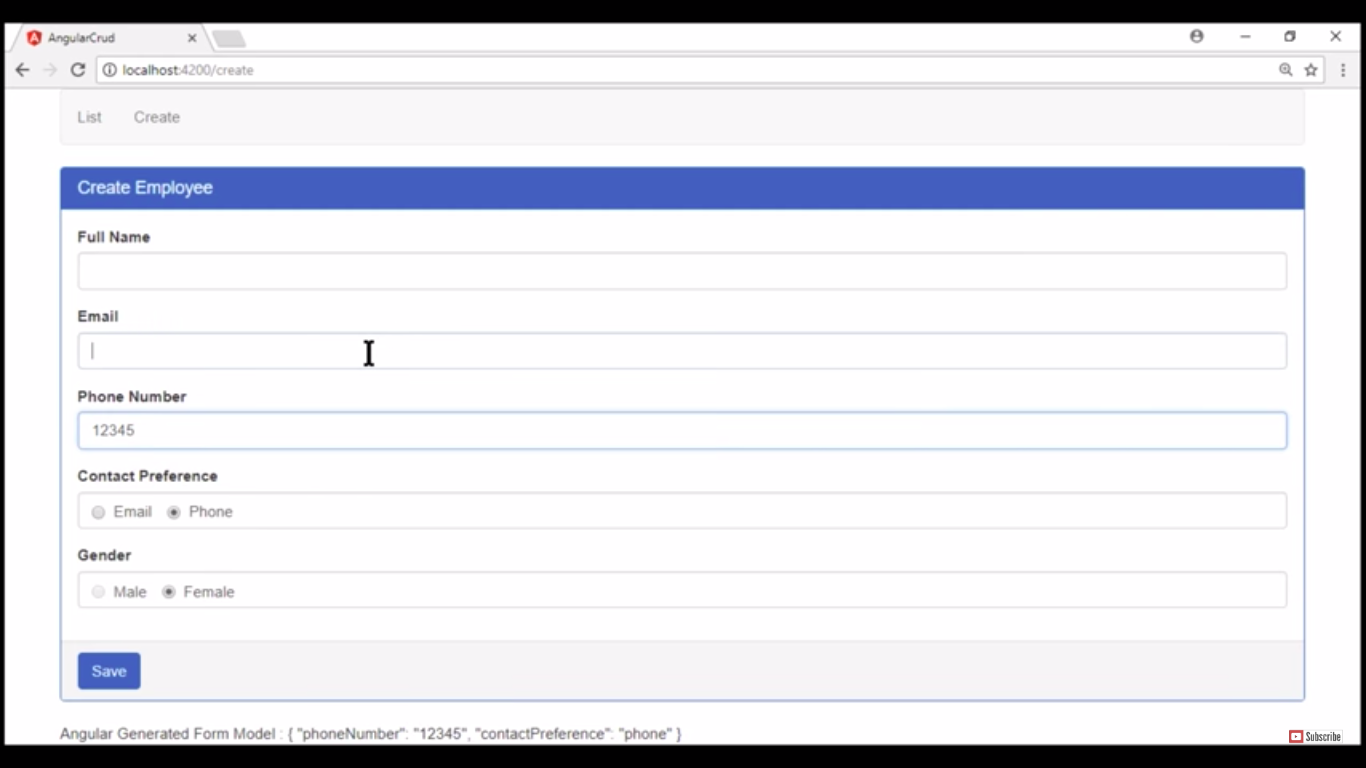 AngularCrud
localhost:4200/create
List Create
Create Employee
Full Name
Email
Phone Number
12345
Contact Preference
Email Phone
Gender
Male Female
Save
Angular Generated Form Model : { "phoneNumber": "12345", "contactPreference": "phone" }
Subscribe